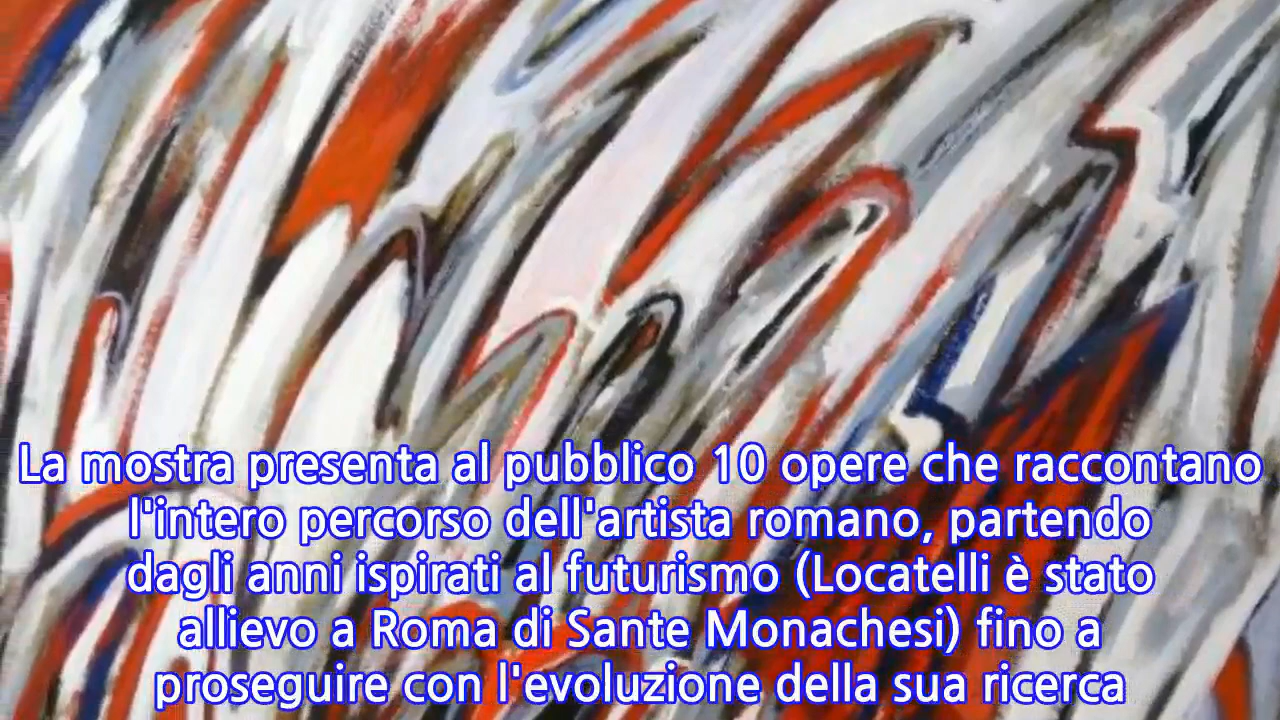 La mostra presenta al pubblico 10 opere che raccontano
l'intero percorso dell'artista romano, partendo
dagli anni ispirati al futurismo (Locatelli è stato
allievo a Roma di Sante Monachesi) fino a
proseguire con l'evoluzione della sua ricerca